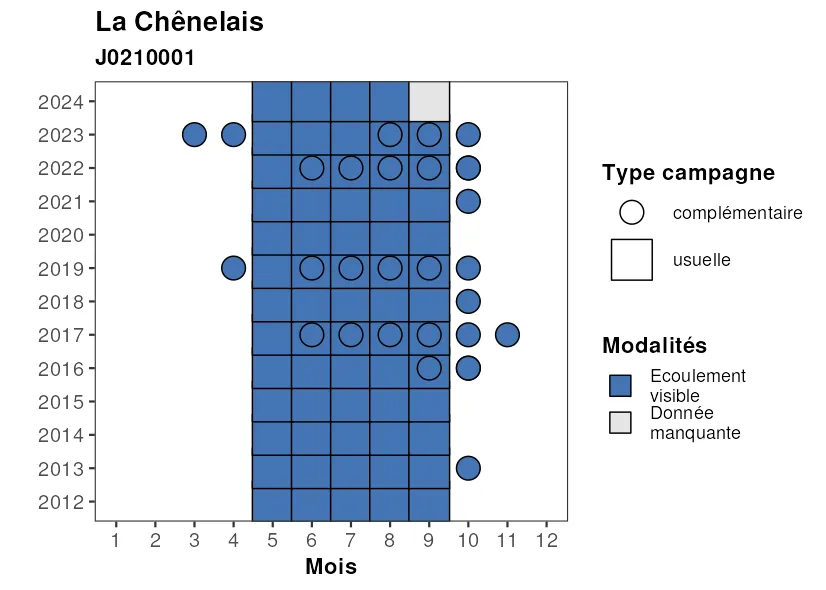 La Chênelais
J0210001
2024
2023
2022
2021
2020
2019
2018
2017
2016
2015
2014
2013
2012
1 2 3 4 5 6 7 8 9 10 11 12
Mois
Type campagne
complémentaire
usuelle
Modalités
Ecoulement
visible
Donnée
manquante